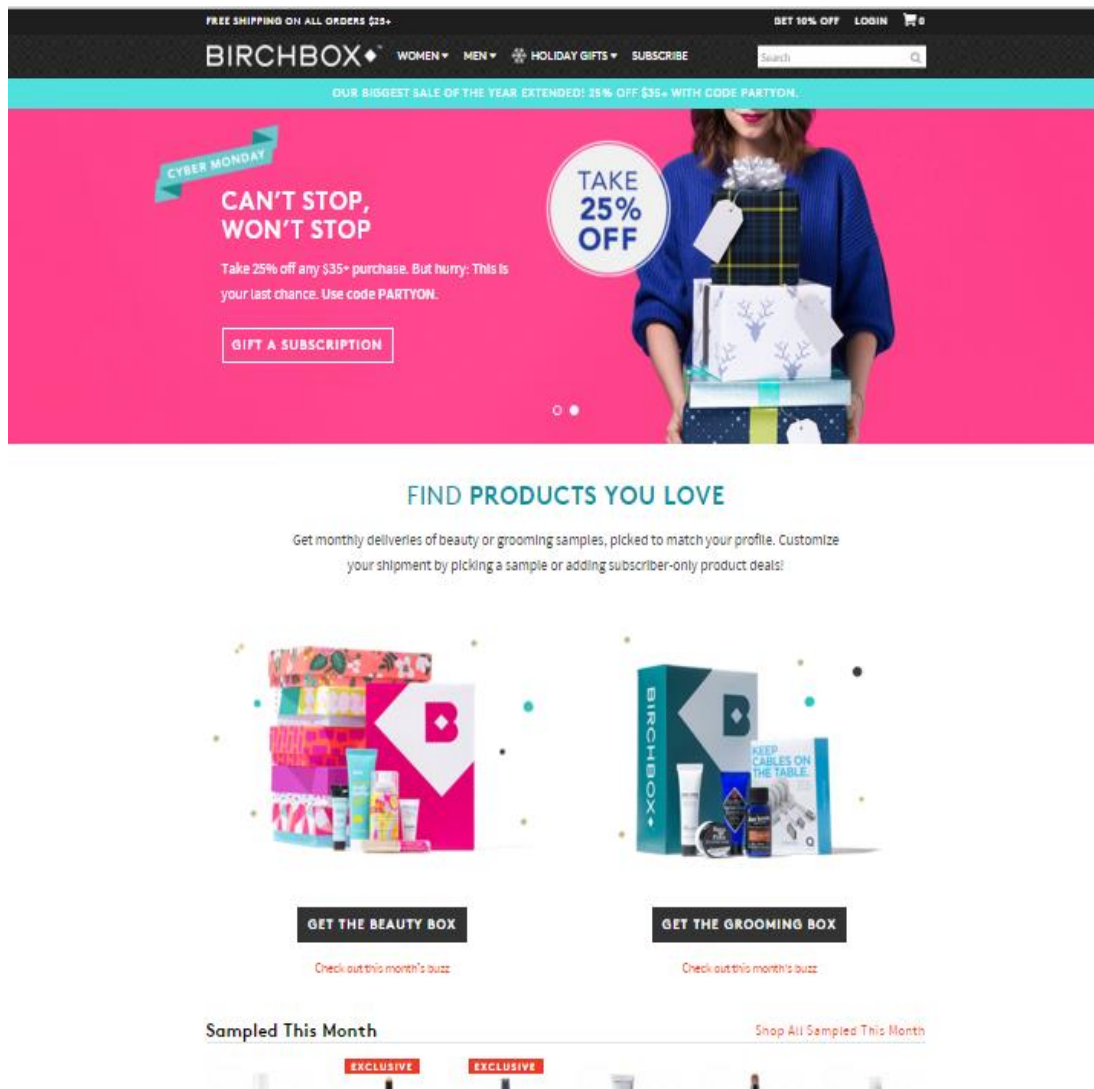 FREE SHIPPING ON ALL ORDERS $25+
GET 10% OFF LOGIN 0
BIRCHBOX WOMEN MEN HOLIDAY GIFTS SUBSCRIBE Search
OUR BIGGEST SALE OF THE YEAR EXTENDED! 25% OFF $35+ WITH CODE PARTYON.
CYBER MONDAY
CAN'T STOP,
WON'T STOP
Take 25% off any $35+ purchase. But hurry: This is
your last chance. Use code PARTYON.
GIFT A SUBSCRIPTION
TAKE
25%
OFF
FIND PRODUCTS YOU LOVE
Get monthly deliveries of beauty or grooming samples, picked to match your profile. Customize
your shipment by picking a sample or adding subscriber-only product deals!
B
BIRCHBOX
B
KEEP
CABLES ON
THE TABLE.
GET THE BEAUTY BOX
GET THE GROOMING BOX
Check out this month's buzz
Check out this month's buzz
Sampled This Month
Shop All Sampled This Month
EXCLUSIVE
EXCLUSIVE